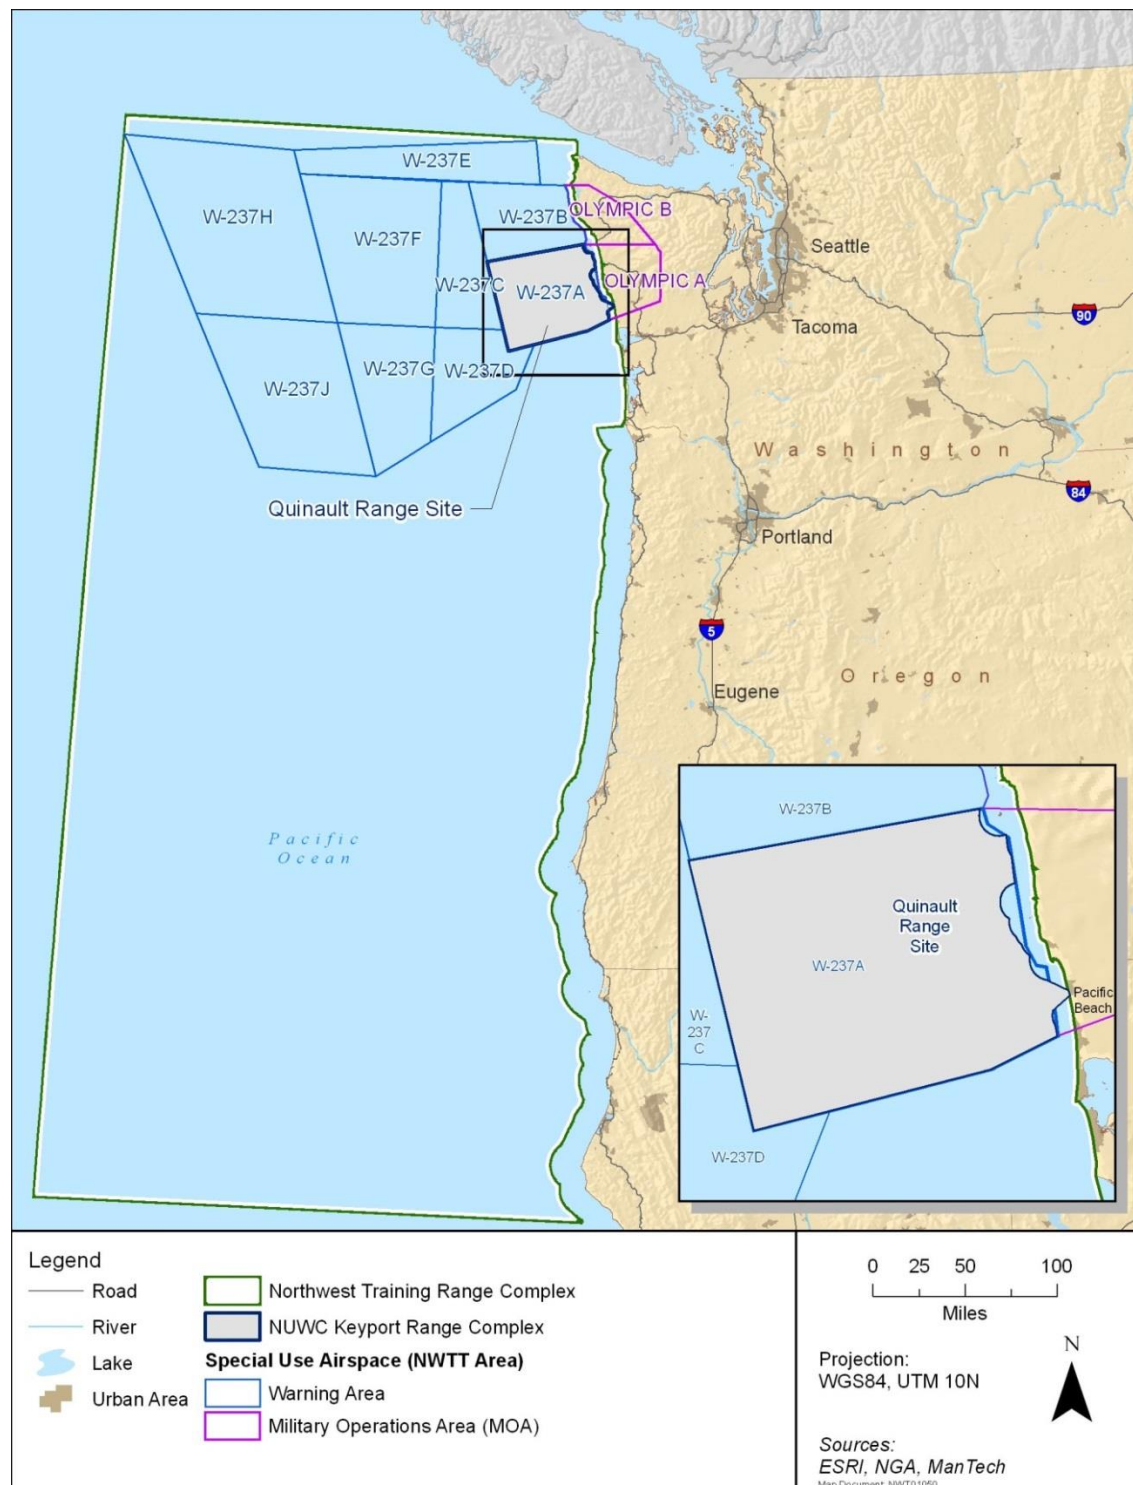 W-237E
W-237H
W-237B
OLYMPIC B
W-237F
Seattle
W-237C
W-237A
OLYMPIC A
90
Tacoma
W-237G
W-237D
W-237J
Washington
84
Quinault Range Site
Portland
5
Oregon
Eugene
Pacific
Ocean
W-237B
Quinault
Range
Site
W-237A
Pacific
Beach
W-
237
C
W-237D
Legend
Road
River
Lake
Urban Area
Northwest Training Range Complex
NUWC Keyport Range Complex
Special Use Airspace (NWTT Area)
Warning Area
Military Operations Area (MOA)
0 25 50 100
Miles
N
Projection:
WGS84, UTM 10N
Sources:
ESRI, NGA, ManTech